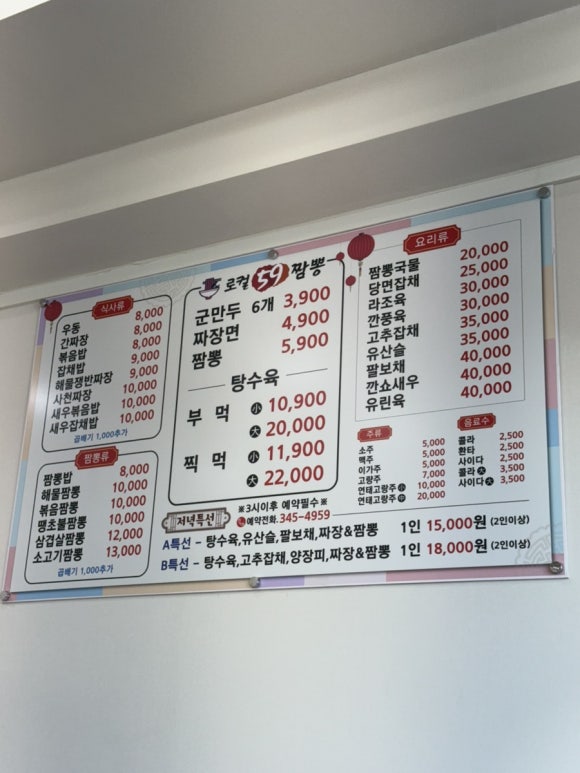 식사류
우동 8,000
간짜장 8,000
볶음밥 8,000
잡채밥 9,000
해물쟁반짜장 9,000
사천짜장 10,000
새우볶음밥 10,000
새우잡채밥 10,000
곱배기 1,000추가
짬뽕류
짬뽕밥 8,000
해물짬뽕 10,000
볶음짬뽕 10,000
땡초불짬뽕 10,000
삼겹살짬뽕 12,000
소고기짬뽕 13,000
곱배기 1,000추가
로컬 59 짬뽕
군만두 6개 3,900
짜장면 4,900
짬뽕 5,900
탕수육
부 먹 小 10,900
大 20,000
찍 먹 小 11,900
大 22,000
요리류
짬뽕국물 20,000
당면잡채 25,000
라조육 30,000
깐풍육 30,000
고추잡채 35,000
유산슬 35,000
팔보채 40,000
깐쇼새우 40,000
유린육 40,000
주류
소주 5,000
맥주 5,000
이가주 5,000
고량주 7,000
연태고량주 小 10,000
연태고량주 中 20,000
음료수
콜라 2,500
환타 2,500
사이다 2,500
콜라 大 3,500
사이다 大 3,500
저녁특선
※3시이후 예약필수※
예약전화.345-4959
A특선 - 탕수육,유산슬,팔보채,짜장&짬뽕 1인 15,000원 (2인이상)
B특선 - 탕수육,고추잡채,양장피,짜장&짬뽕 1인 18,000원 (2인이상)